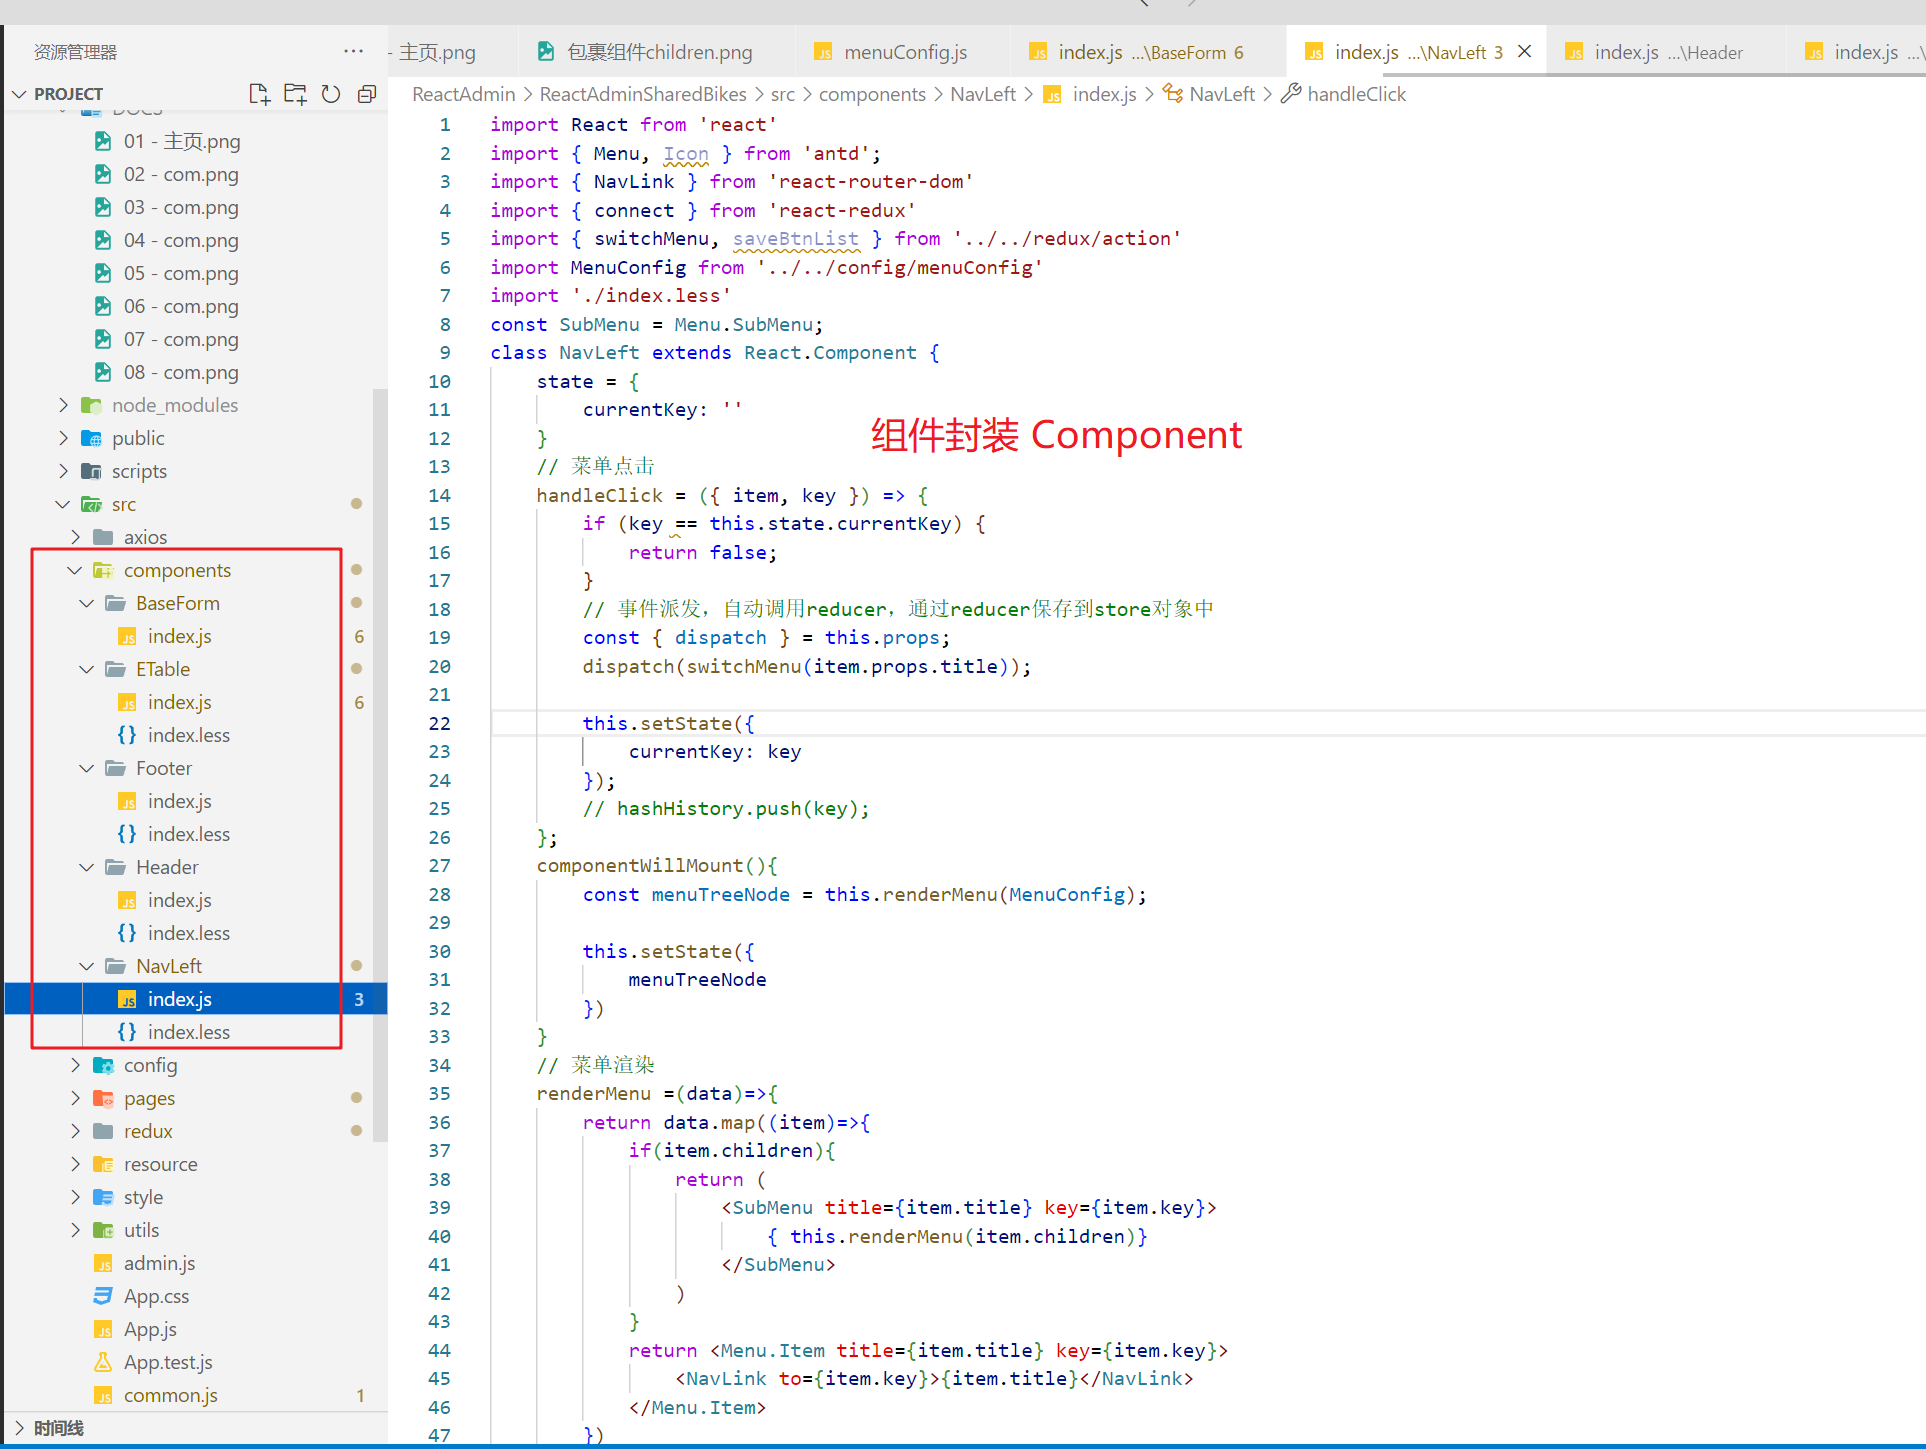 资源管理器
PROJECT
DOCS
01 - 主页.png
02 - com.png
03 - com.png
04 - com.png
05 - com.png
06 - com.png
07 - com.png
08 - com.png
node_modules
public
scripts
src
axios
components
BaseForm
index.js 6
ETable
index.js 6
index.less
Footer
index.js
index.less
Header
index.js
index.less
NavLeft
index.js 3
index.less
config
pages
redux
resource
style
utils
admin.js
App.css
App.js
App.test.js
common.js 1
时间线
- 主页.png 包裹组件children.png menuConfig.js index.js ...\BaseForm 6 index.js ...\NavLeft 3 index.js ...\Header index.js ...\
ReactAdmin > ReactAdminSharedBikes > src > components > NavLeft > index.js > NavLeft > handleClick
1 import React from 'react'
2 import { Menu, Icon } from 'antd';
3 import { NavLink } from 'react-router-dom'
4 import { connect } from 'react-redux'
5 import { switchMenu, saveBtnList } from '../../redux/action'
6 import MenuConfig from '../../config/menuConfig'
7 import './index.less'
8 const SubMenu = Menu.SubMenu;
9 class NavLeft extends React.Component {
10 state = {
11 currentKey: ''
12 }
组件封装 Component
13 // 菜单点击
14 handleClick = ({ item, key }) => {
15 if (key == this.state.currentKey) {
16 return false;
17 }
18 // 事件派发，自动调用reducer，通过reducer保存到store对象中
19 const { dispatch } = this.props;
20 dispatch(switchMenu(item.props.title));
21
22 this.setState({
23 currentKey: key
24 });
25 // hashHistory.push(key);
26 };
27 componentWillMount(){
28 const menuTreeNode = this.renderMenu(MenuConfig);
29
30 this.setState({
31 menuTreeNode
32 })
33 }
34 // 菜单渲染
35 renderMenu =(data)=>{
36 return data.map((item)=>{
37 if(item.children){
38 return (
39 <SubMenu title={item.title} key={item.key}>
40 { this.renderMenu(item.children)}
41 </SubMenu>
42 )
43 }
44 return <Menu.Item title={item.title} key={item.key}>
45 <NavLink to={item.key}>{item.title}</NavLink>
46 </Menu.Item>
47 })